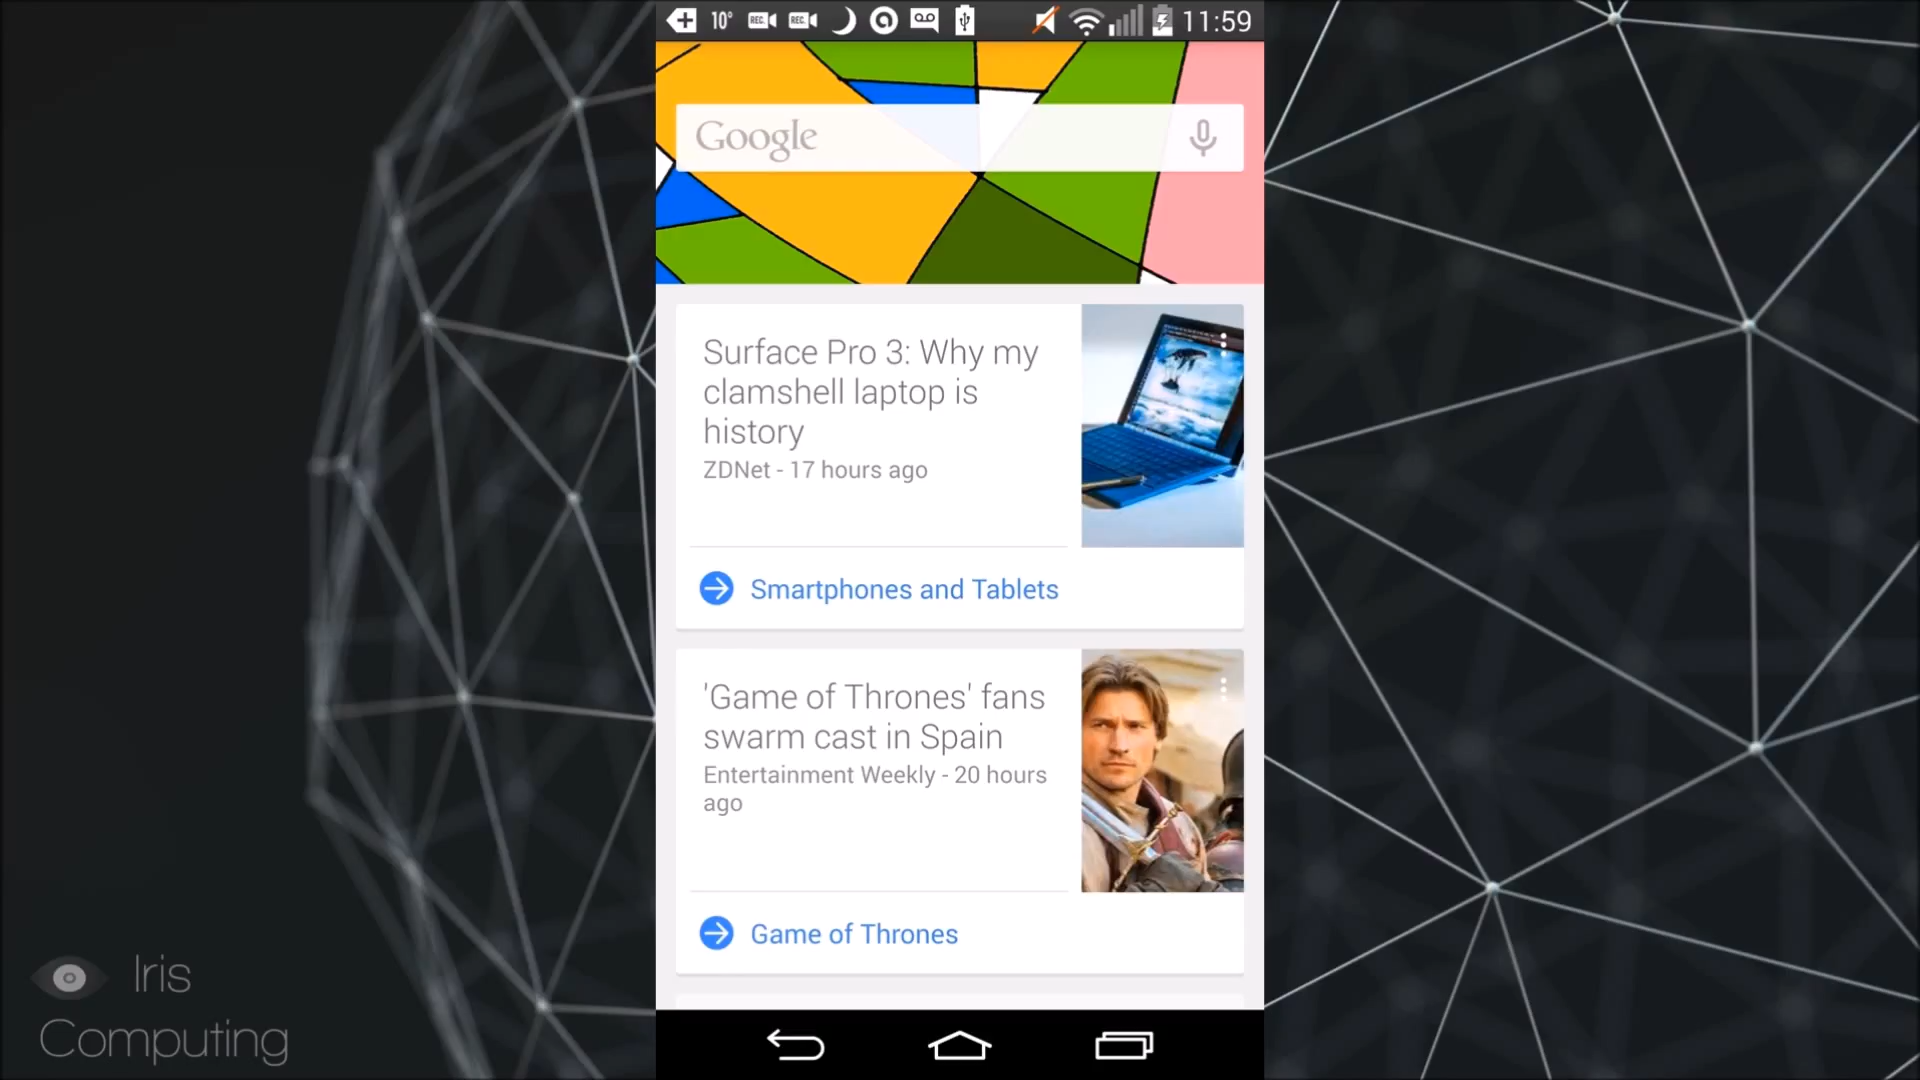 10° REC. REC. 11:59
Google
Surface Pro 3: Why my
clamshell laptop is
history
ZDNet - 17 hours ago
Smartphones and Tablets
'Game of Thrones' fans
swarm cast in Spain
Entertainment Weekly - 20 hours
ago
Game of Thrones
Iris
Computing